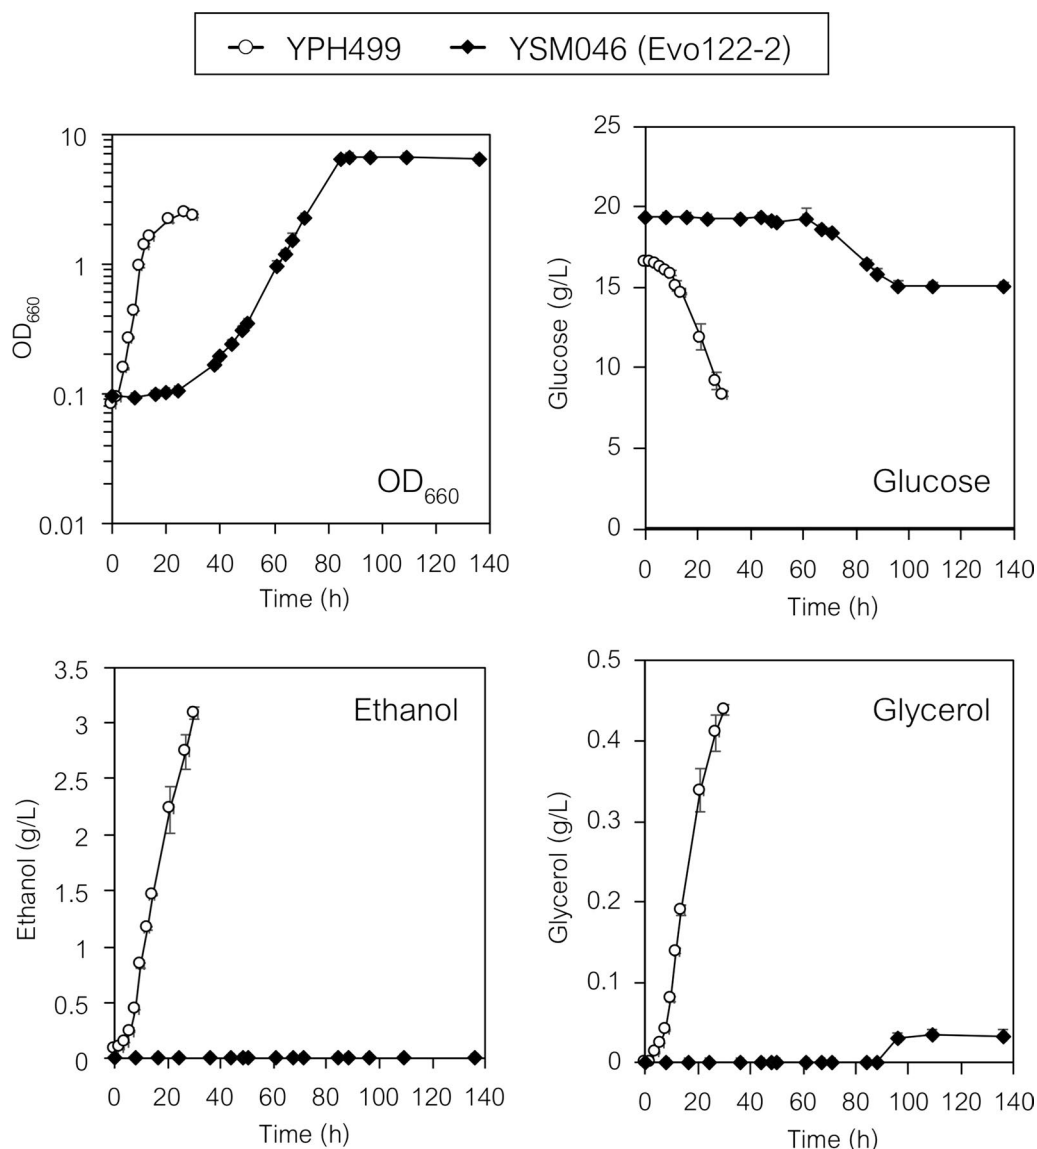 YPH499 YSM046 (Evo122-2)
10
1
0.1
0.01
OD660
OD660
0 20 40 60 80 100 120 140
Time (h)
25
20
15
10
5
0
Glucose (g/L)
Glucose
0 20 40 60 80 100 120 140
Time (h)
3.5
3
2.5
2
1.5
1
0.5
0
Ethanol (g/L)
Ethanol
0 20 40 60 80 100 120 140
Time (h)
0.5
0.4
0.3
0.2
0.1
0
Glycerol (g/L)
Glycerol
0 20 40 60 80 100 120 140
Time (h)